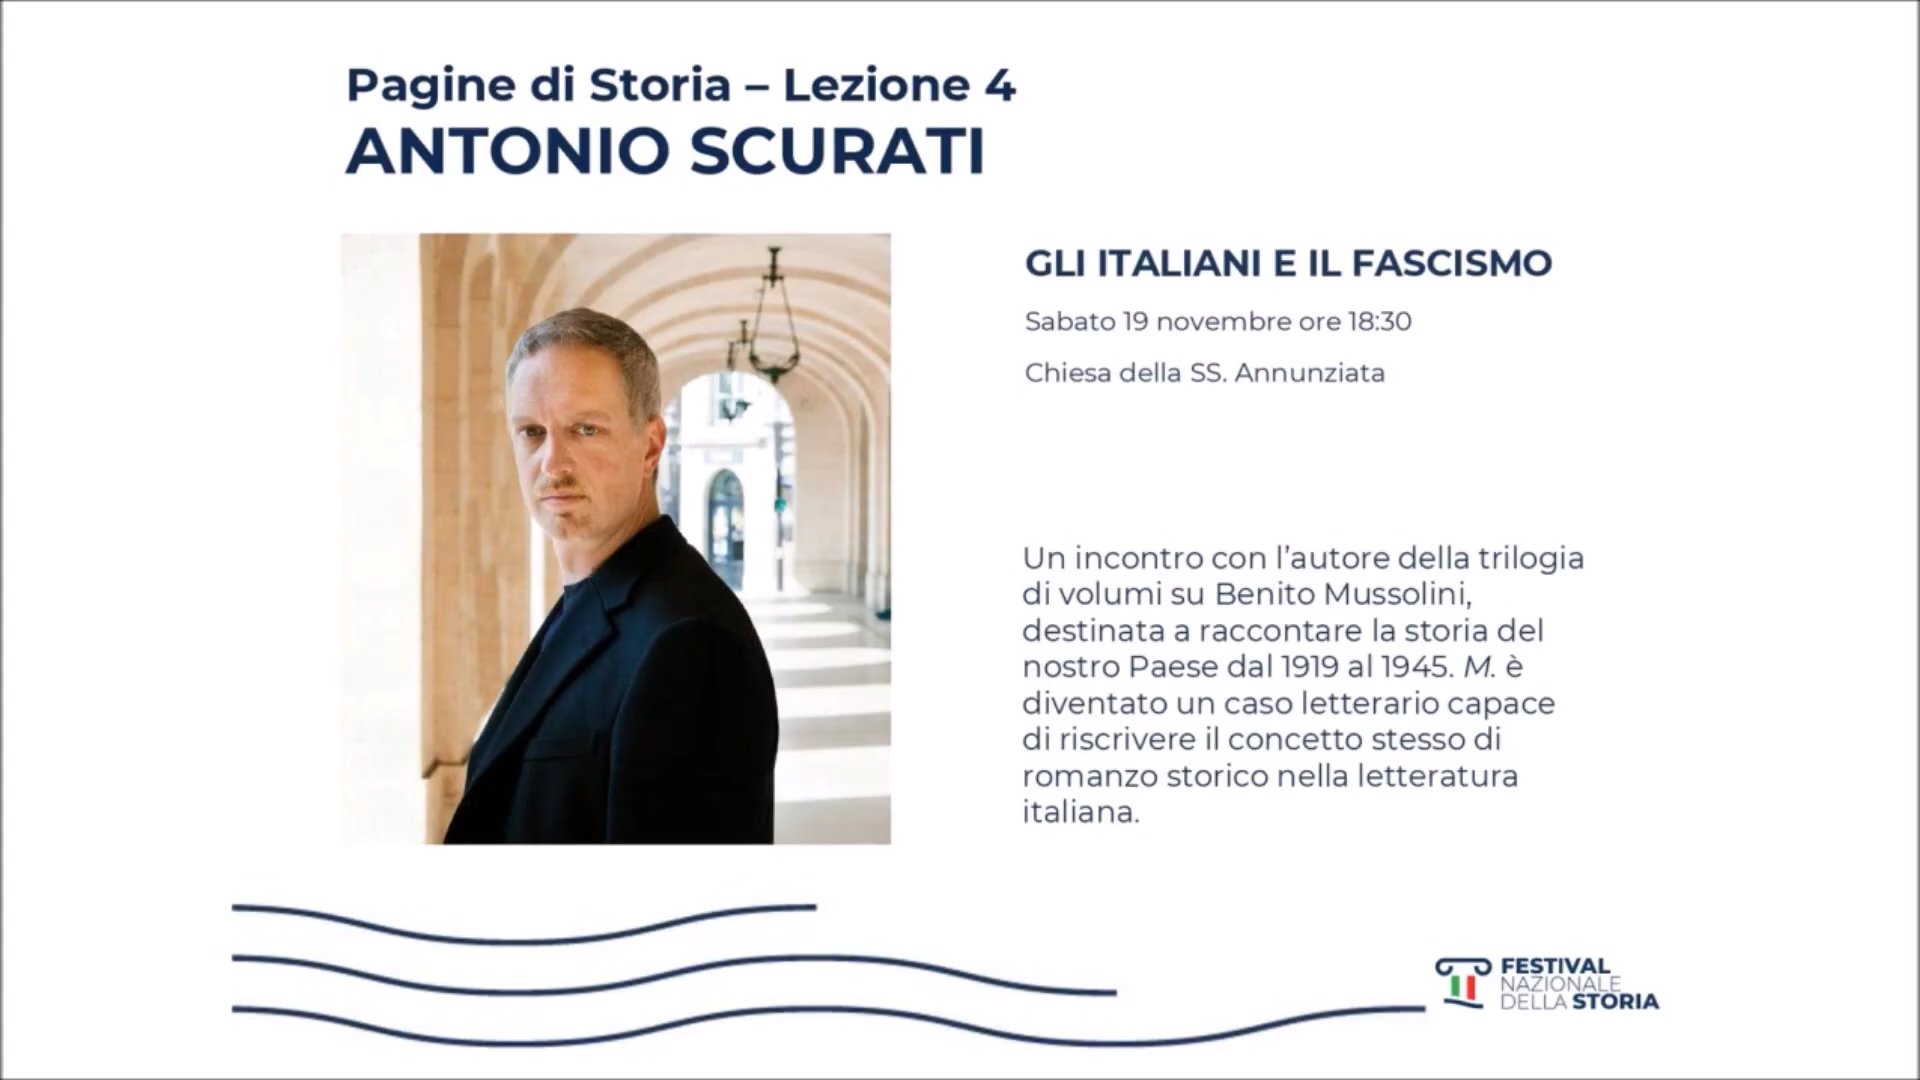 Pagine di Storia – Lezione 4
ANTONIO SCURATI
GLI ITALIANI E IL FASCISMO
Sabato 19 novembre ore 18:30
Chiesa della SS. Annunziata
Un incontro con l’autore della trilogia
di volumi su Benito Mussolini,
destinata a raccontare la storia del
nostro Paese dal 1919 al 1945. M. è
diventato un caso letterario capace
di riscrivere il concetto stesso di
romanzo storico nella letteratura
italiana.
FESTIVAL
NAZIONALE
DELLA STORIA